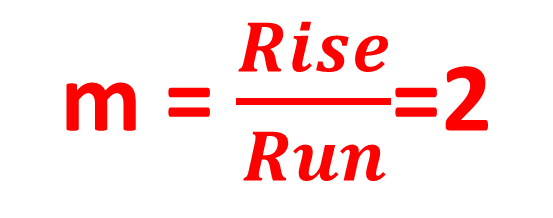 m = Rise/Run =2